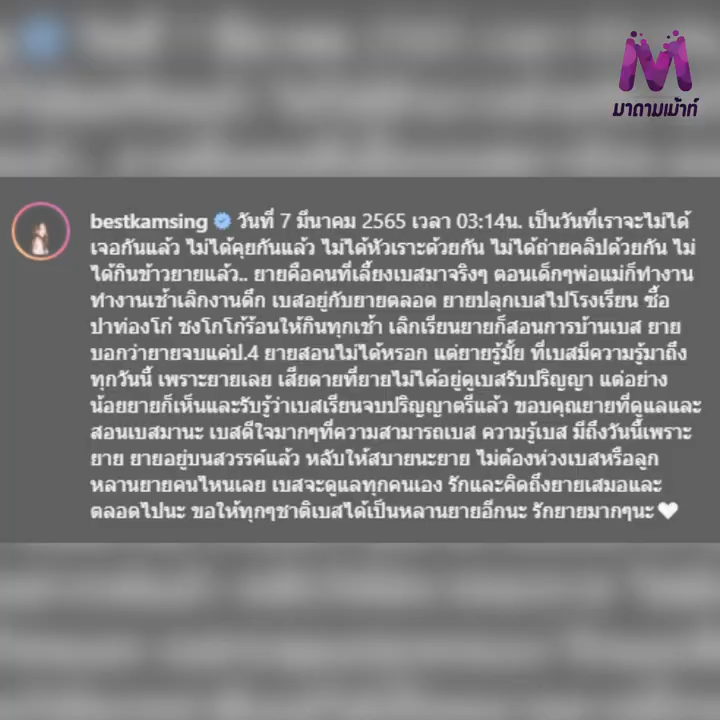 มาดามเม้าท์
bestkamsing วันที่ 7 มีนาคม 2565 เวลา 03:14น. เป็นวันที่เราจะไม่ได้
เจอกันแล้ว ไม่ได้คุยกันแล้ว ไม่ได้หัวเราะด้วยกัน ไม่ได้ถ่ายคลิปด้วยกัน ไม่
ได้กินข้าวยายแล้ว.. ยายคือคนที่เลี้ยงเบสมาจริงๆ ตอนเด็กๆพ่อแม่ก็ทำงาน
ทำงานเช้าเลิกงานดึก เบสอยู่กับยายตลอด ยายปลุกเบสไปโรงเรียน ซื้อ
ปาท่องโก๋ ชงโกโก้ร้อนให้กินทุกเช้า เลิกเรียนยายก็สอนการบ้านเบส ยาย
บอกว่ายายจบแค่ป.4 ยายสอนไม่ได้หรอก แต่ยายรู้มั้ย ที่เบสมีความรู้มาถึง
ทุกวันนี้ เพราะยายเลย เสียดายที่ยายไม่ได้อยู่ดูเบสรับปริญญา แต่อย่าง
น้อยยายก็เห็นและรับรู้ว่าเบสเรียนจบปริญญาตรีแล้ว ขอบคุณยายที่ดูแลและ
สอนเบสมานะ เบสดีใจมากๆที่ความสามารถเบส ความรู้เบส มีถึงวันนี้เพราะ
ยาย ยายอยู่บนสวรรค์แล้ว หลับให้สบายนะยาย ไม่ต้องห่วงเบสหรือลูก
หลานยายคนไหนเลย เบสจะดูแลทุกคนเอง รักและคิดถึงยายเสมอและ
ตลอดไปนะ ขอให้ทุกๆชาติเบสได้เป็นหลานยายอีกนะ รักยายมากๆนะ🤍